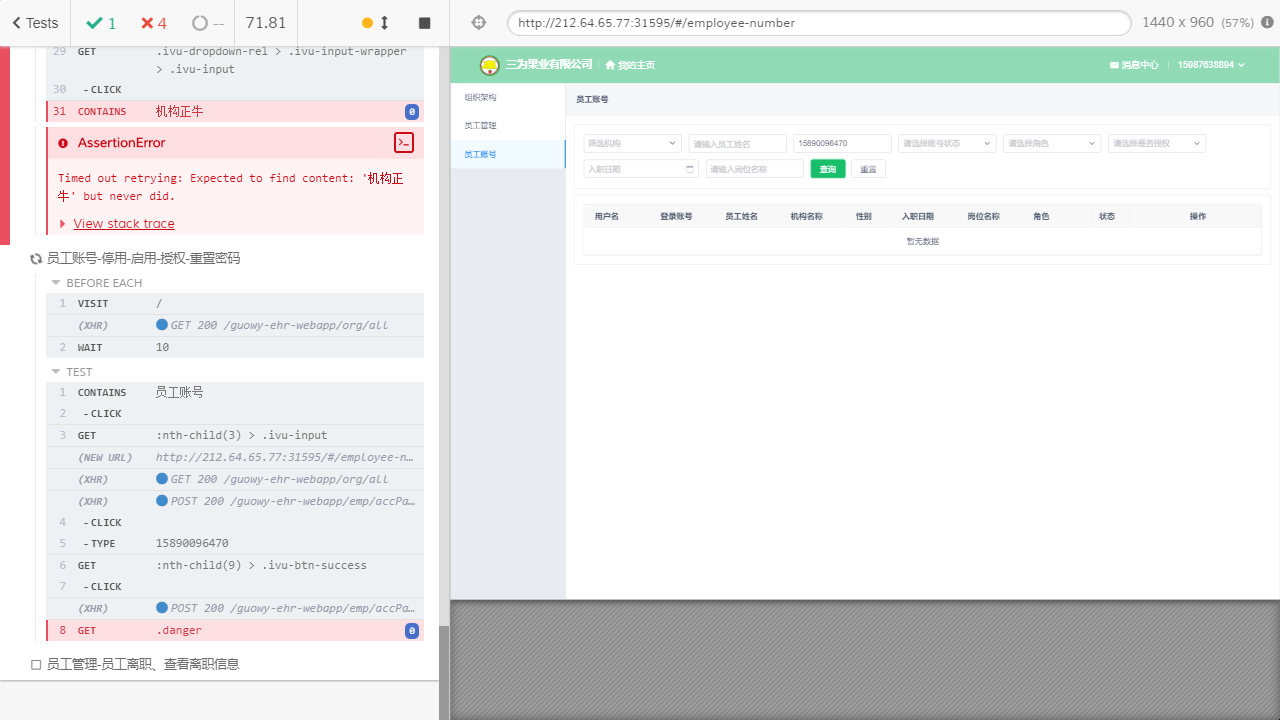 Tests
1
4
--
71.81
http://212.64.65.77:31595/#/employee-number
1440 x 960 (57%)
29 GET .ivu-dropdown-rel > .ivu-input-wrapper
> .ivu-input
30 - CLICK
31 CONTAINS 机构正牛 0
AssertionError
Timed out retrying: Expected to find content: '机构正
牛' but never did.
View stack trace
员工账号-停用-启用-授权-重置密码
BEFORE EACH
1 VISIT /
(XHR) GET 200 /guowy-ehr-webapp/org/all
2 WAIT 10
TEST
1 CONTAINS 员工账号
2 - CLICK
3 GET :nth-child(3) > .ivu-input
(NEW URL) http://212.64.65.77:31595/#/employee-n...
(XHR) GET 200 /guowy-ehr-webapp/org/all
(XHR) POST 200 /guowy-ehr-webapp/emp/accPa...
4 - CLICK
5 - TYPE 15890096470
6 GET :nth-child(9) > .ivu-btn-success
7 - CLICK
(XHR) POST 200 /guowy-ehr-webapp/emp/accPa...
8 GET .danger 0
员工管理-员工离职、查看离职信息
三为果业有限公司 我的主页 消息中心 15987638894
组织架构
员工管理
员工账号
员工账号
筛选机构 请输入员工姓名 15890096470 请选择账号状态 请选择角色 请选择是否授权
入职日期 请输入岗位名称 查询 重置
用户名 登录账号 员工姓名 机构名称 性别 入职日期 岗位名称 角色 状态 操作
暂无数据